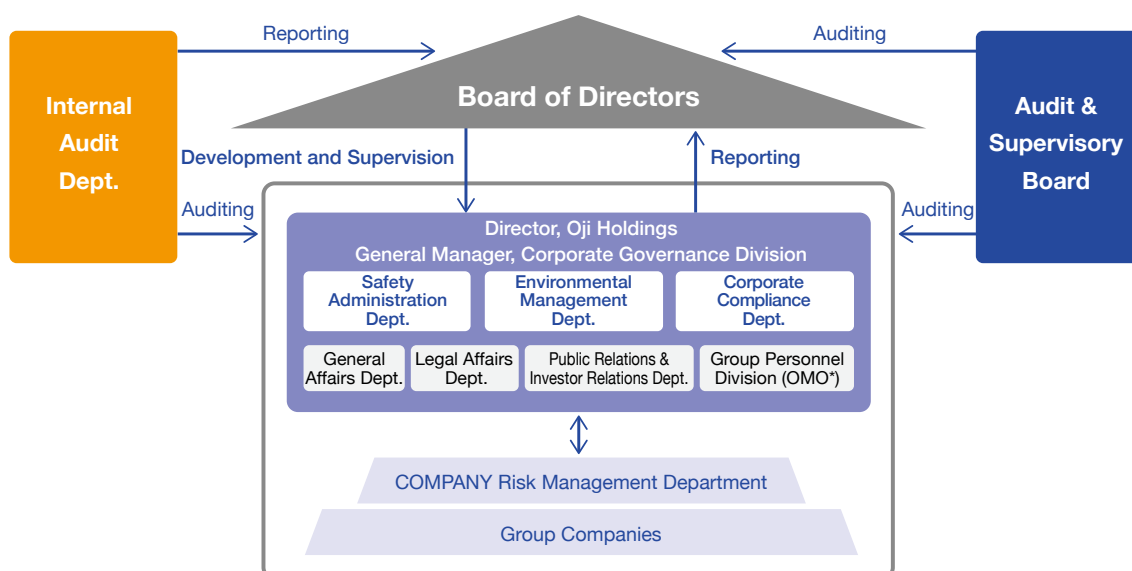 Reporting
Auditing
Internal
Audit
Dept.
Board of Directors
Audit &
Supervisory
Board
Development and Supervision
Reporting
Auditing
Auditing
Director, Oji Holdings
General Manager, Corporate Governance Division
Safety
Administration
Dept.
Environmental
Management
Dept.
Corporate
Compliance
Dept.
General
Affairs Dept.
Legal Affairs
Dept.
Public Relations &
Investor Relations Dept.
Group Personnel
Division (OMO*)
COMPANY Risk Management Department
Group Companies